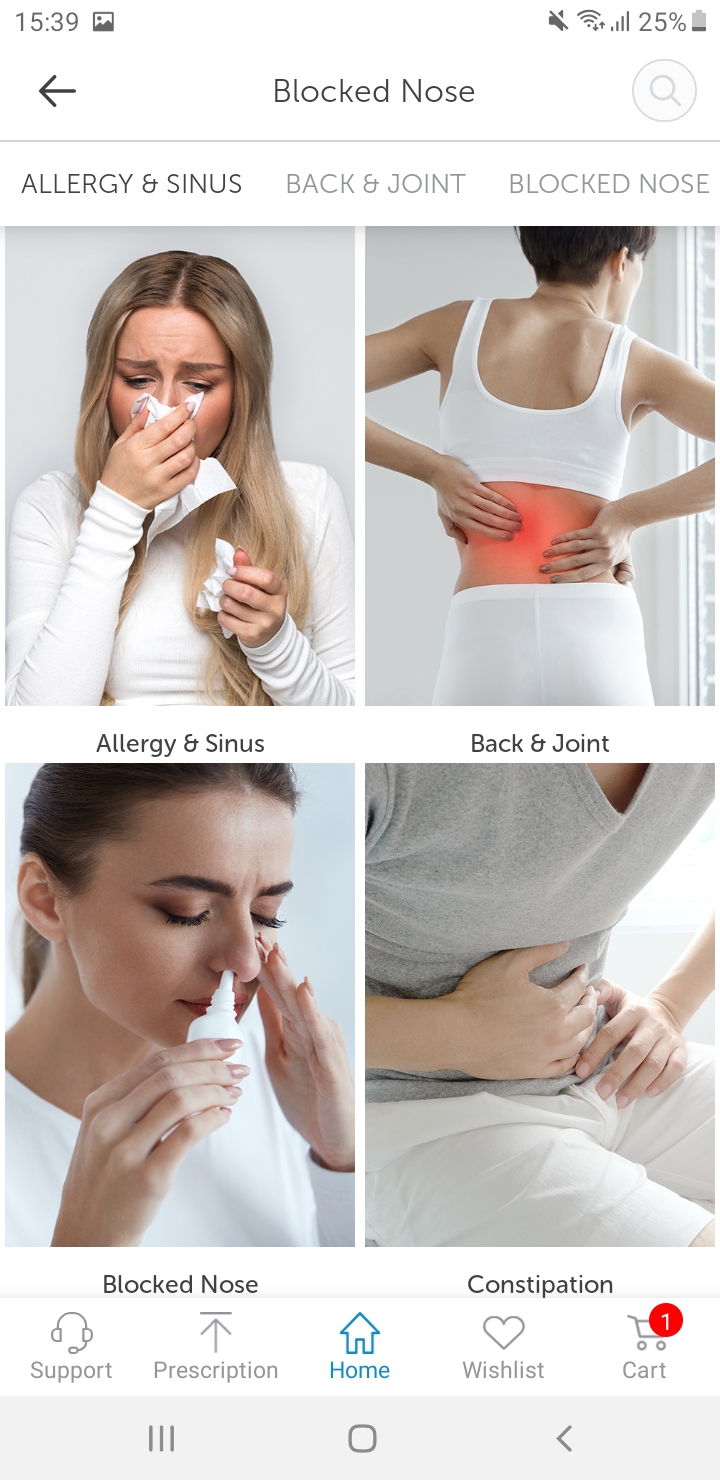 15:39
25%
Blocked Nose
ALLERGY & SINUS BACK & JOINT BLOCKED NOSE
Allergy & Sinus
Back & Joint
Blocked Nose
Constipation
Support
Prescription
Home
Wishlist
1
Cart